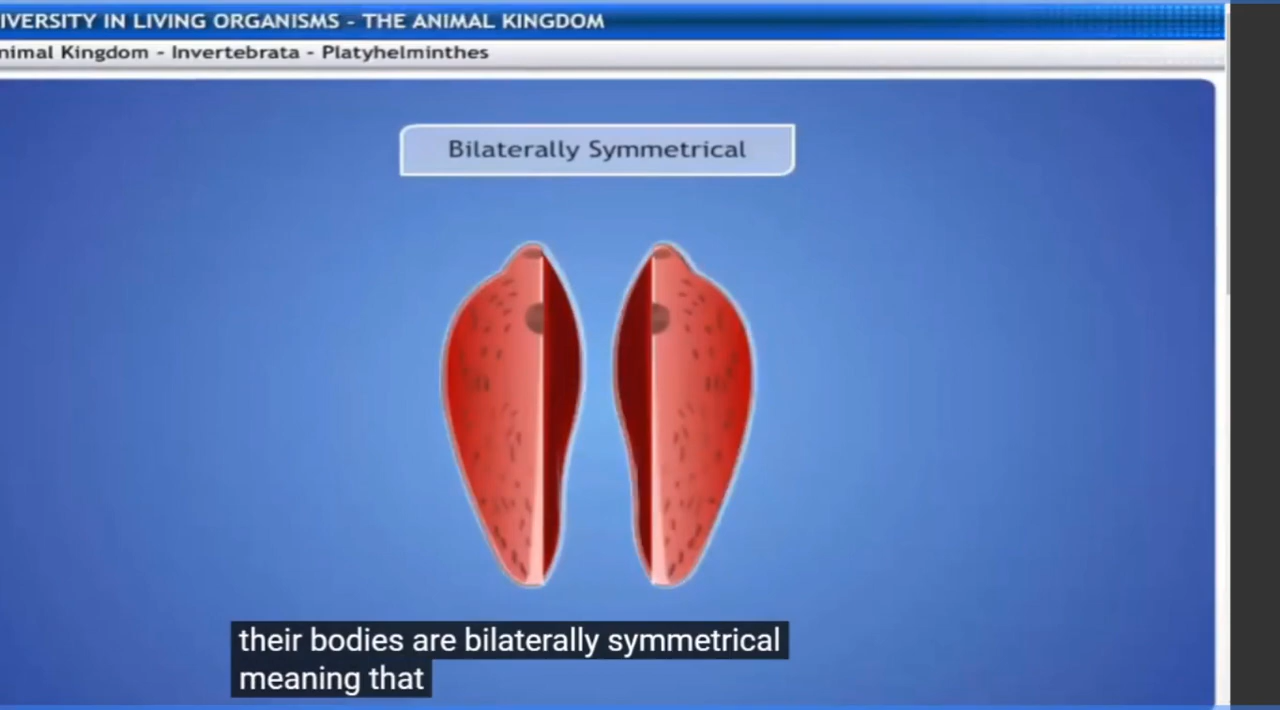 IVERSITY IN LIVING ORGANISMS - THE ANIMAL KINGDOM
nimal Kingdom - Invertebrata - Platyhelminthes
Bilaterally Symmetrical
their bodies are bilaterally symmetrical
meaning that